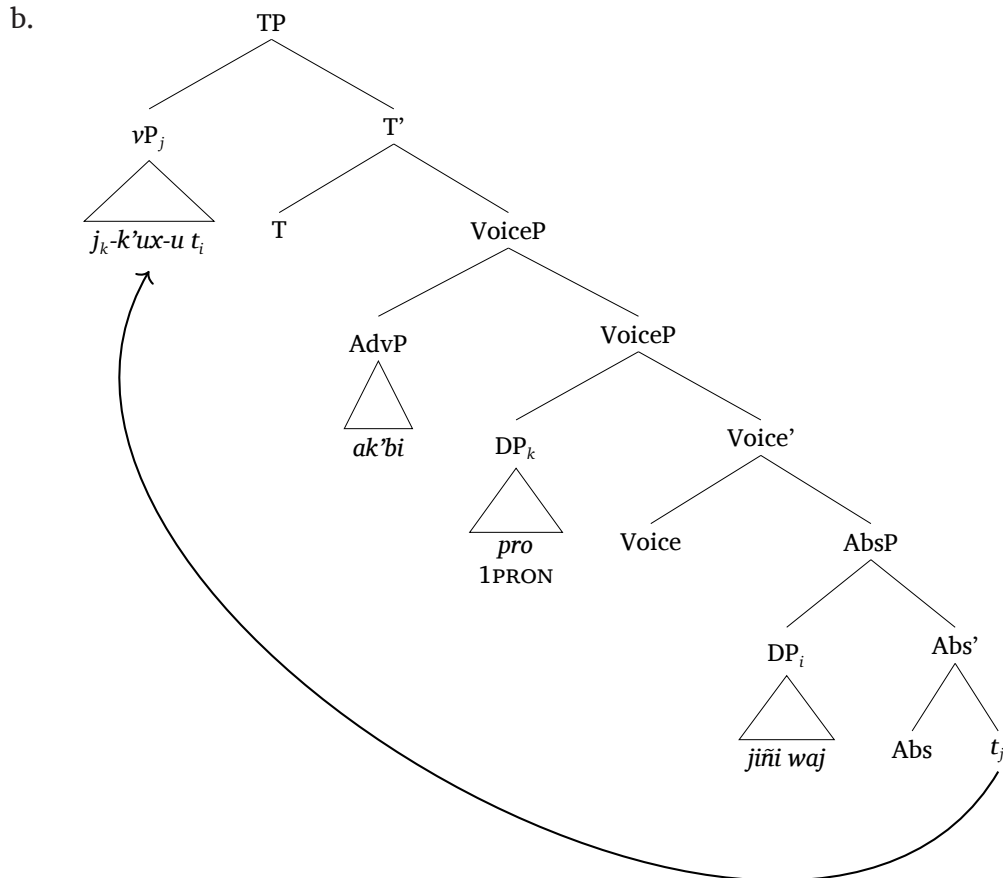 b.
TP
vPⱼ T’
jₖ-k’ux-u tᵢ T VoiceP
AdvP VoiceP
ak’bi DPₖ Voice’
pro Voice AbsP
1PRON
DPᵢ Abs’
jiñi waj Abs tⱼ